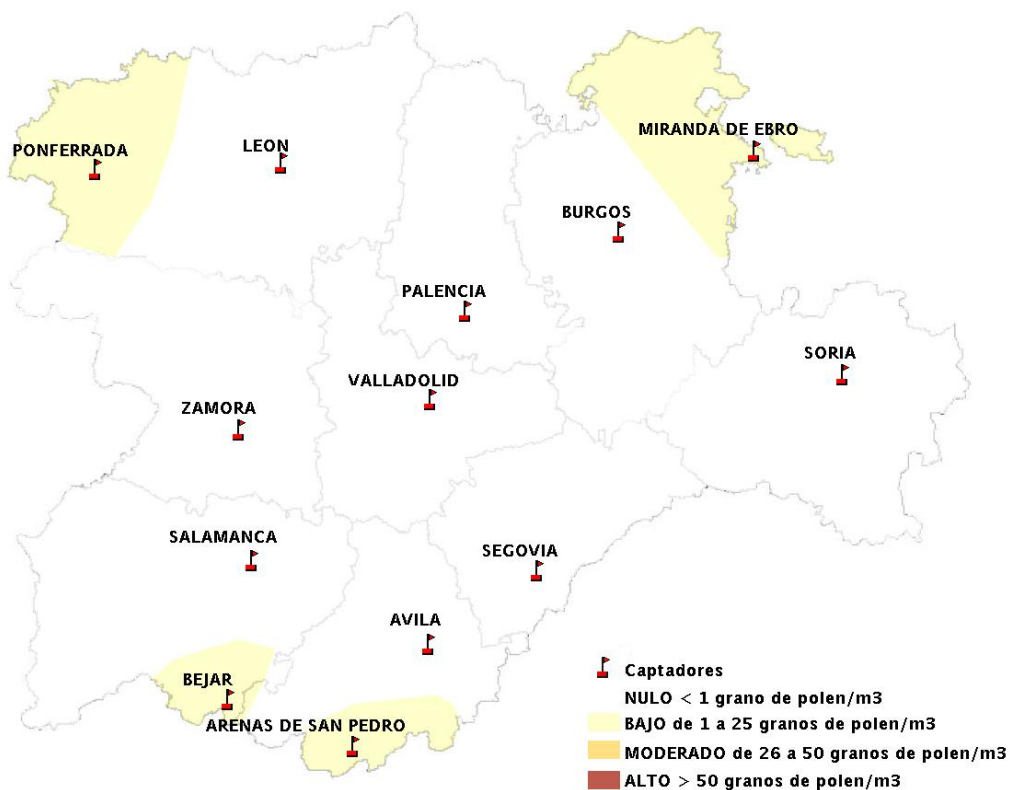 MIRANDA DE EBRO
PONFERRADA
LEON
BURGOS
PALENCIA
SORIA
VALLADOLID
ZAMORA
SALAMANCA
SEGOVIA
AVILA
BEJAR
ARENAS DE SAN PEDRO
Captadores
NULO < 1 grano de polen/m3
BAJO de 1 a 25 granos de polen/m3
MODERADO de 26 a 50 granos de polen/m3
ALTO > 50 granos de polen/m3